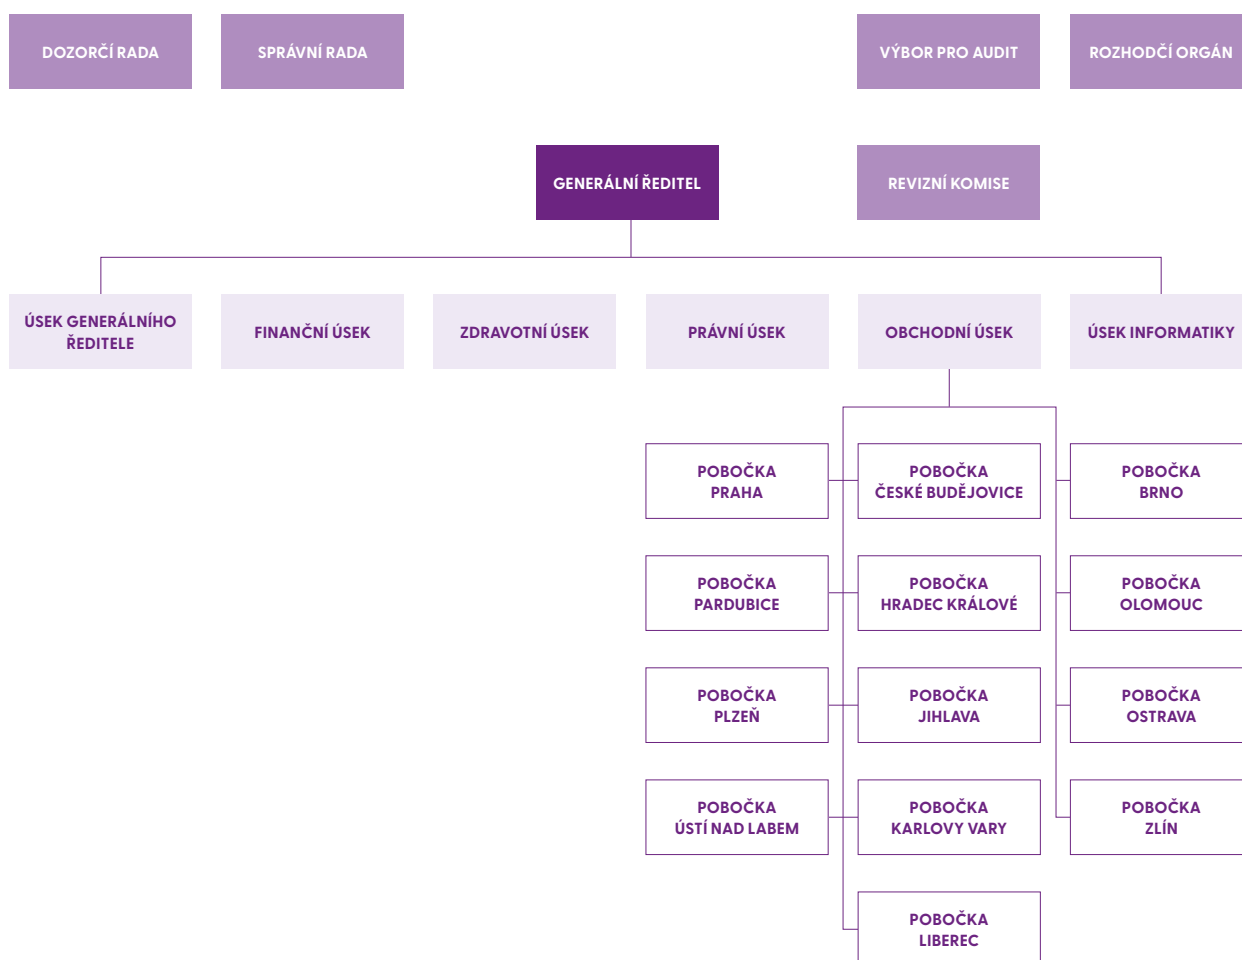 DOZORČÍ RADA
SPRÁVNÍ RADA
VÝBOR PRO AUDIT
ROZHODČÍ ORGÁN
GENERÁLNÍ ŘEDITEL
REVIZNÍ KOMISE
ÚSEK GENERÁLNÍHO
ŘEDITELE
FINANČNÍ ÚSEK
ZDRAVOTNÍ ÚSEK
PRÁVNÍ ÚSEK
OBCHODNÍ ÚSEK
ÚSEK INFORMATIKY
POBOČKA
PRAHA
POBOČKA
ČESKÉ BUDĚJOVICE
POBOČKA
BRNO
POBOČKA
PARDUBICE
POBOČKA
HRADEC KRÁLOVÉ
POBOČKA
OLOMOUC
POBOČKA
PLZEŇ
POBOČKA
JIHLAVA
POBOČKA
OSTRAVA
POBOČKA
ÚSTÍ NAD LABEM
POBOČKA
KARLOVY VARY
POBOČKA
ZLÍN
POBOČKA
LIBEREC